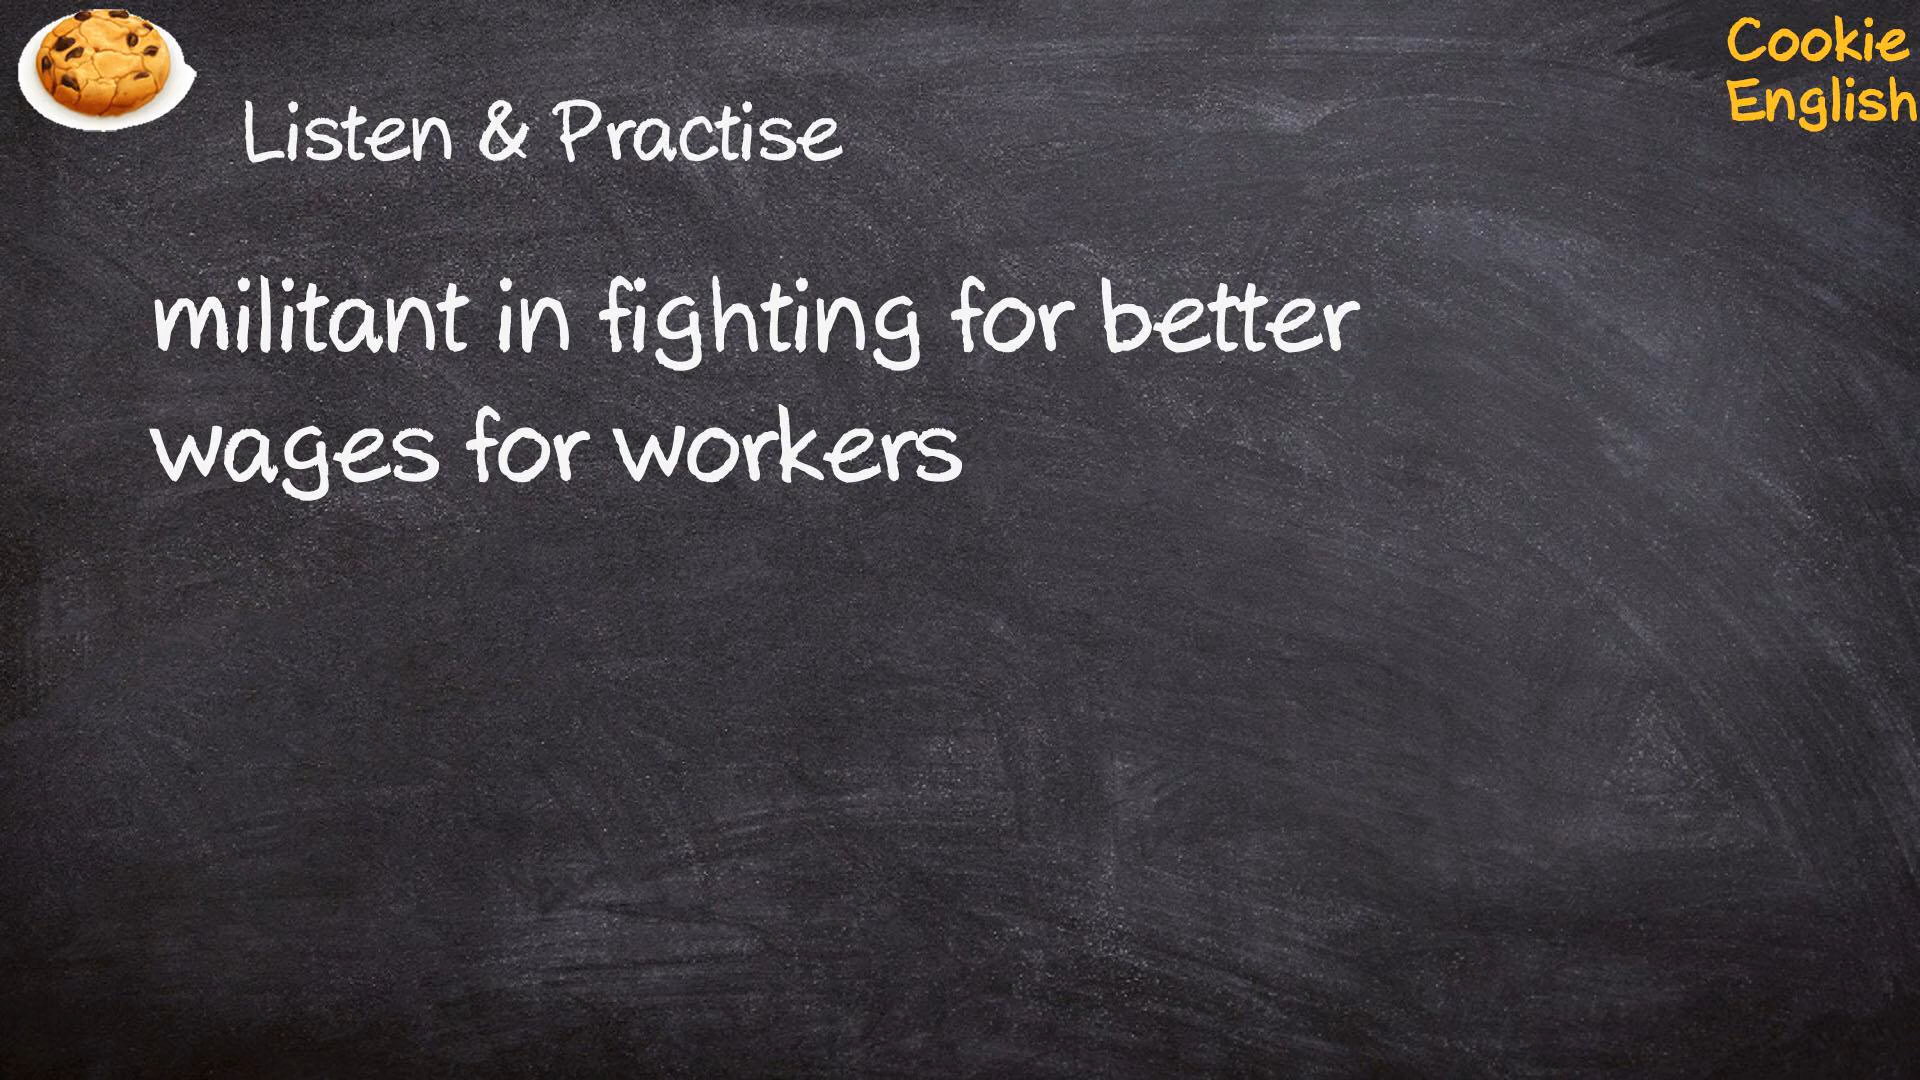 Cookie
English
Listen & Practise
militant in fighting for better
wages for workers